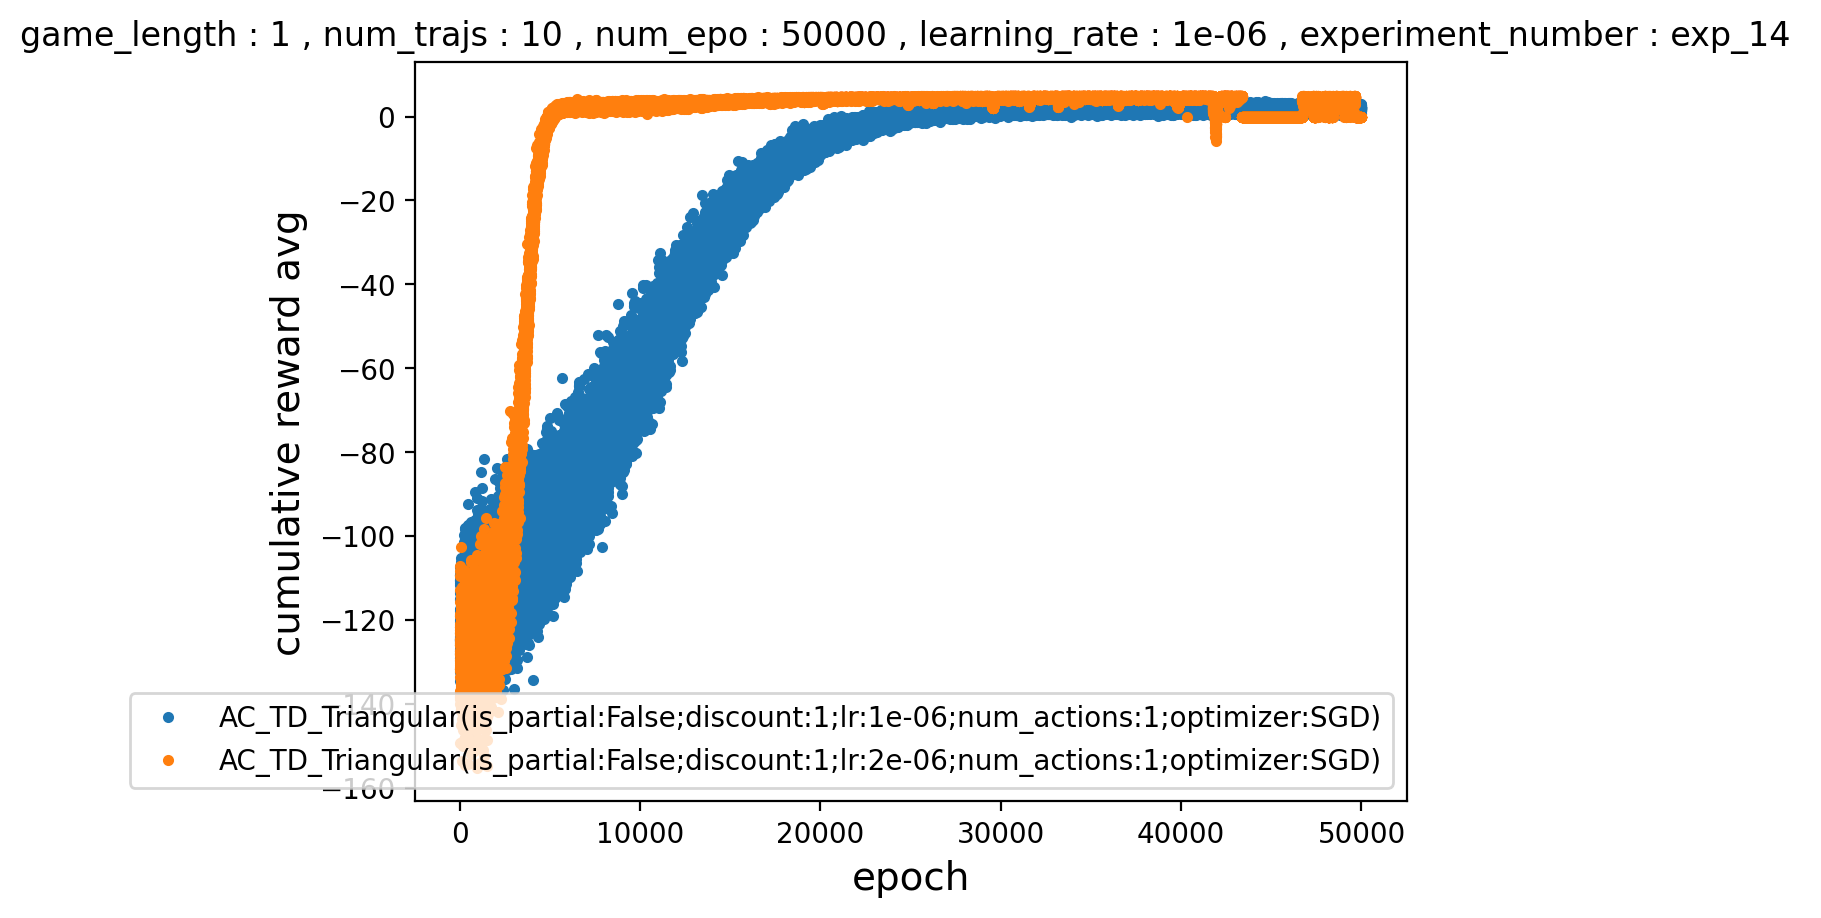 game_length : 1 , num_trajs : 10 , num_epo : 50000 , learning_rate : 1e-06 , experiment_number : exp_14
cumulative reward avg
0
−20
−40
−60
−80
−100
−120
−140
−160
AC_TD_Triangular(is_partial:False;discount:1;lr:1e-06;num_actions:1;optimizer:SGD)
AC_TD_Triangular(is_partial:False;discount:1;lr:2e-06;num_actions:1;optimizer:SGD)
0 10000 20000 30000 40000 50000
epoch